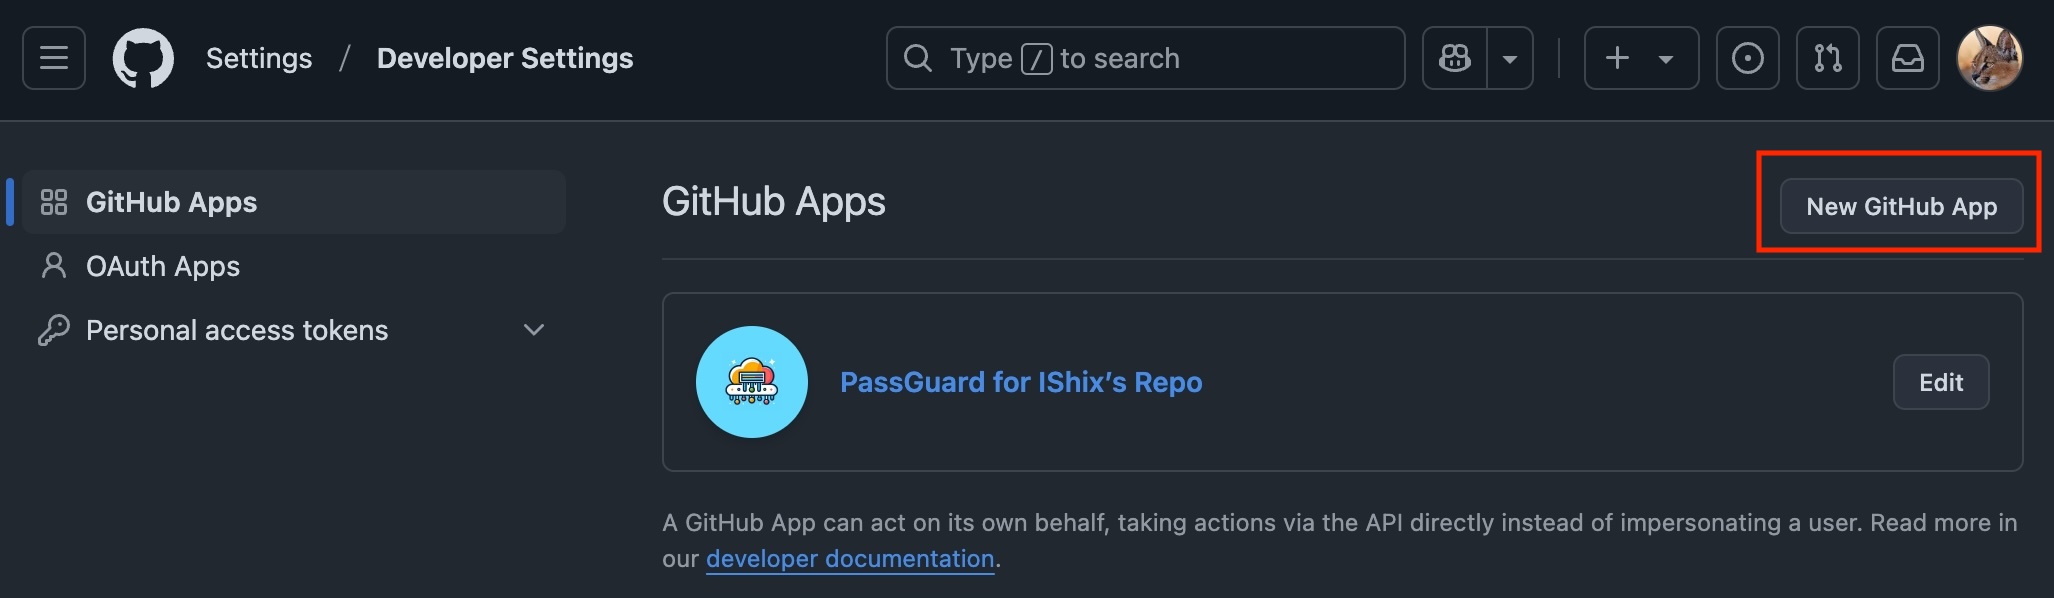 Settings / Developer Settings
Type / to search
GitHub Apps
OAuth Apps
Personal access tokens
GitHub Apps
New GitHub App
PassGuard for IShix’s Repo
Edit
A GitHub App can act on its own behalf, taking actions via the API directly instead of impersonating a user. Read more in
our developer documentation.